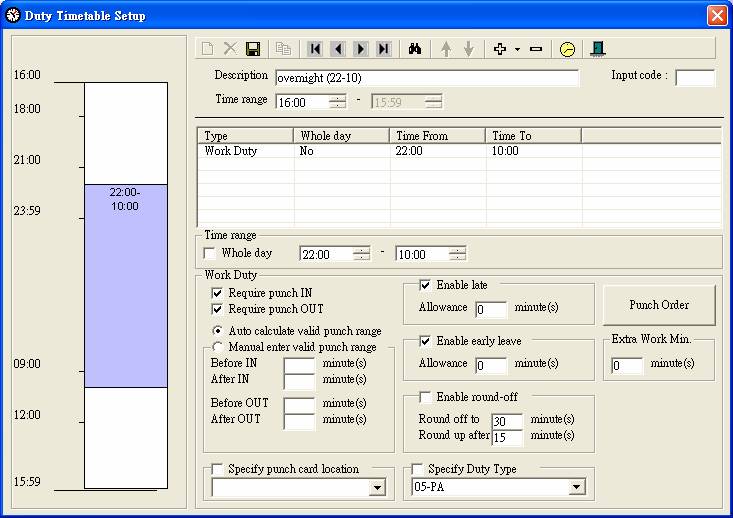 Duty Timetable Setup
16:00
18:00
21:00
23:59
09:00
12:00
15:59
22:00-
10:00
Description overnight (22-10) Input code :
Time range 16:00 - 15:59
Type Whole day Time From Time To
Work Duty No 22:00 10:00
Time range
Whole day 22:00 - 10:00
Work Duty
Require punch IN
Require punch OUT
Auto calculate valid punch range
Manual enter valid punch range
Before IN minute(s)
After IN minute(s)
Before OUT minute(s)
After OUT minute(s)
Specify punch card location
Enable late
Allowance 0 minute(s)
Enable early leave
Allowance 0 minute(s)
Enable round-off
Round off to 30 minute(s)
Round up after 15 minute(s)
Specify Duty Type
05-PA
Punch Order
Extra Work Min.
0 minute(s)